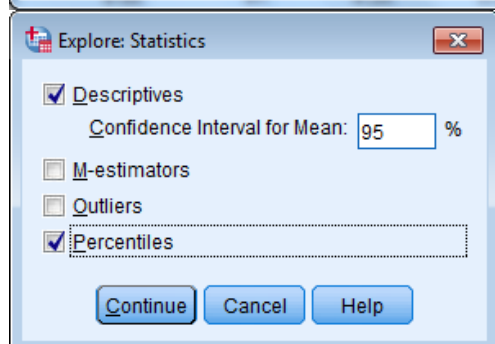 Explore: Statistics
Descriptives
Confidence Interval for Mean: 95 %
M-estimators
Outliers
Percentiles
Continue Cancel Help